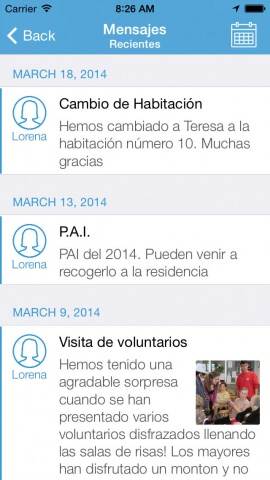 Carrier 8:26 AM
Back Mensajes
Recientes
MARCH 18, 2014
Cambio de Habitación
Lorena
Hemos cambiado a Teresa a la
habitación número 10. Muchas
gracias
MARCH 13, 2014
P.A.I.
Lorena
PAI del 2014. Pueden venir a
recogerlo a la residencia
MARCH 9, 2014
Visita de voluntarios
Lorena
Hemos tenido una
agradable sorpresa
cuando se han
presentado varios
voluntarios disfrazados llenando
las salas de risas! Los mayores
han disfrutado un monton y no